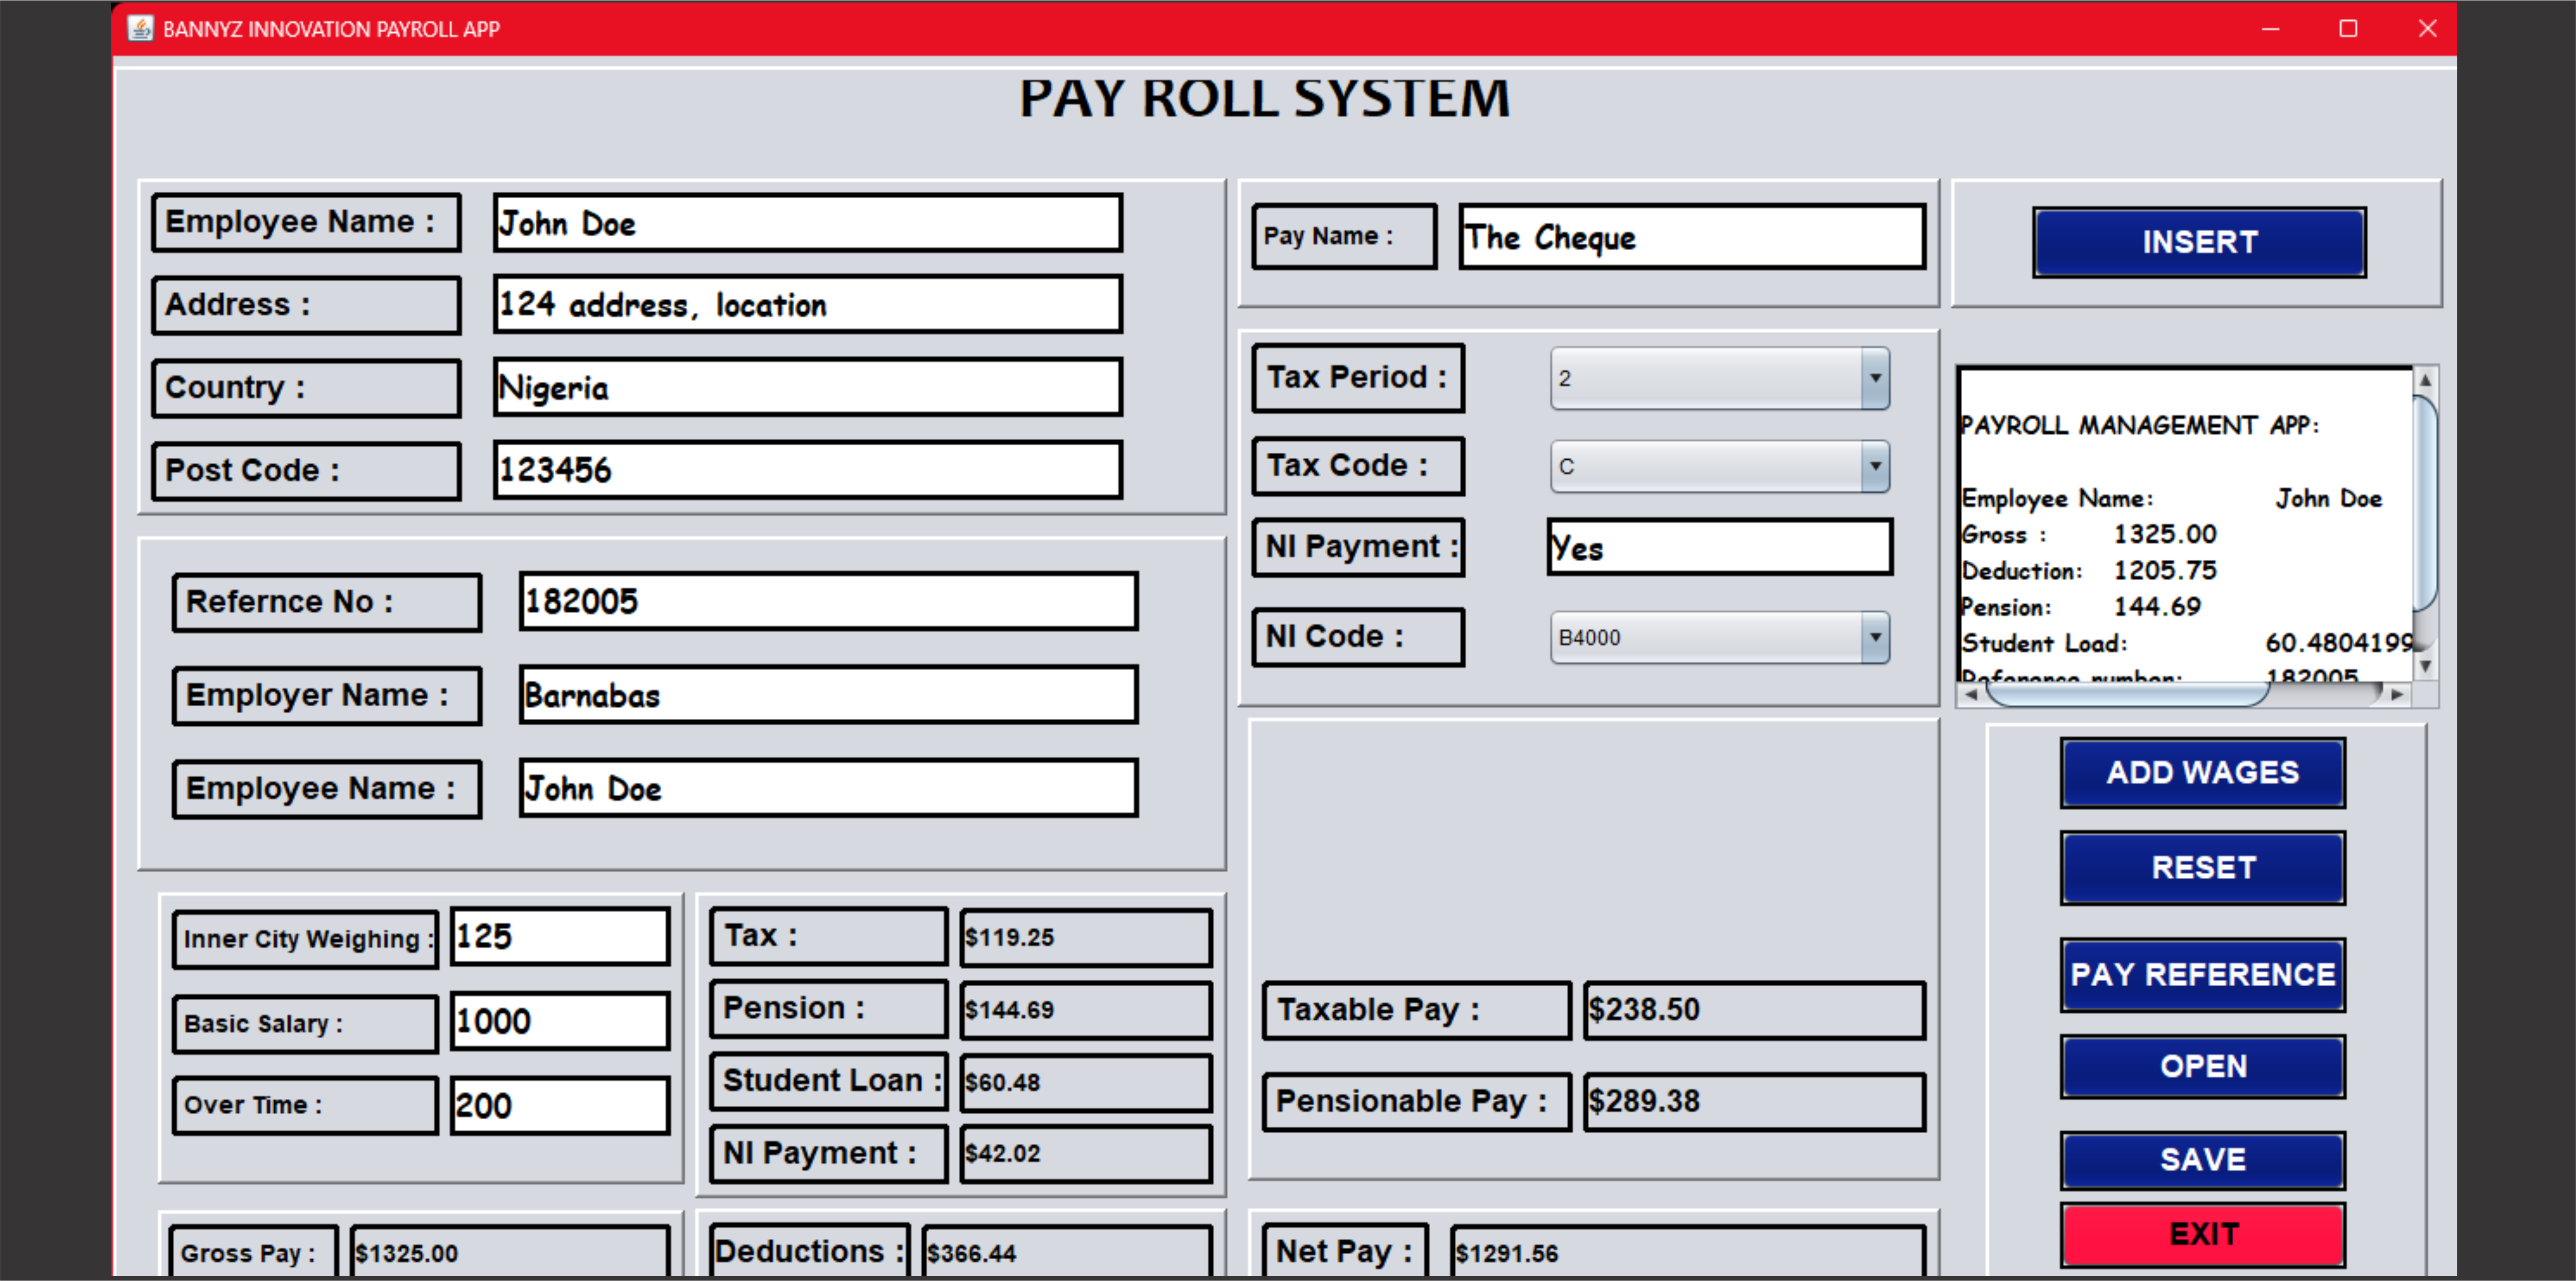 BANNYZ INNOVATION PAYROLL APP
PAY ROLL SYSTEM
Employee Name : John Doe
Address : 124 address, location
Country : Nigeria
Post Code : 123456
Refernce No : 182005
Employer Name : Barnabas
Employee Name : John Doe
Inner City Weighing : 125
Basic Salary : 1000
Over Time : 200
Tax : $119.25
Pension : $144.69
Student Loan : $60.48
NI Payment : $42.02
Gross Pay : $1325.00
Deductions : $366.44
Pay Name : The Cheque
Tax Period : 2
Tax Code : C
NI Payment : Yes
NI Code : B4000
Taxable Pay : $238.50
Pensionable Pay : $289.38
Net Pay : $1291.56
INSERT
PAYROLL MANAGEMENT APP:
Employee Name: John Doe
Gross : 1325.00
Deduction: 1205.75
Pension: 144.69
Student Load: 60.4804199
Reference number: 182005
ADD WAGES
RESET
PAY REFERENCE
OPEN
SAVE
EXIT